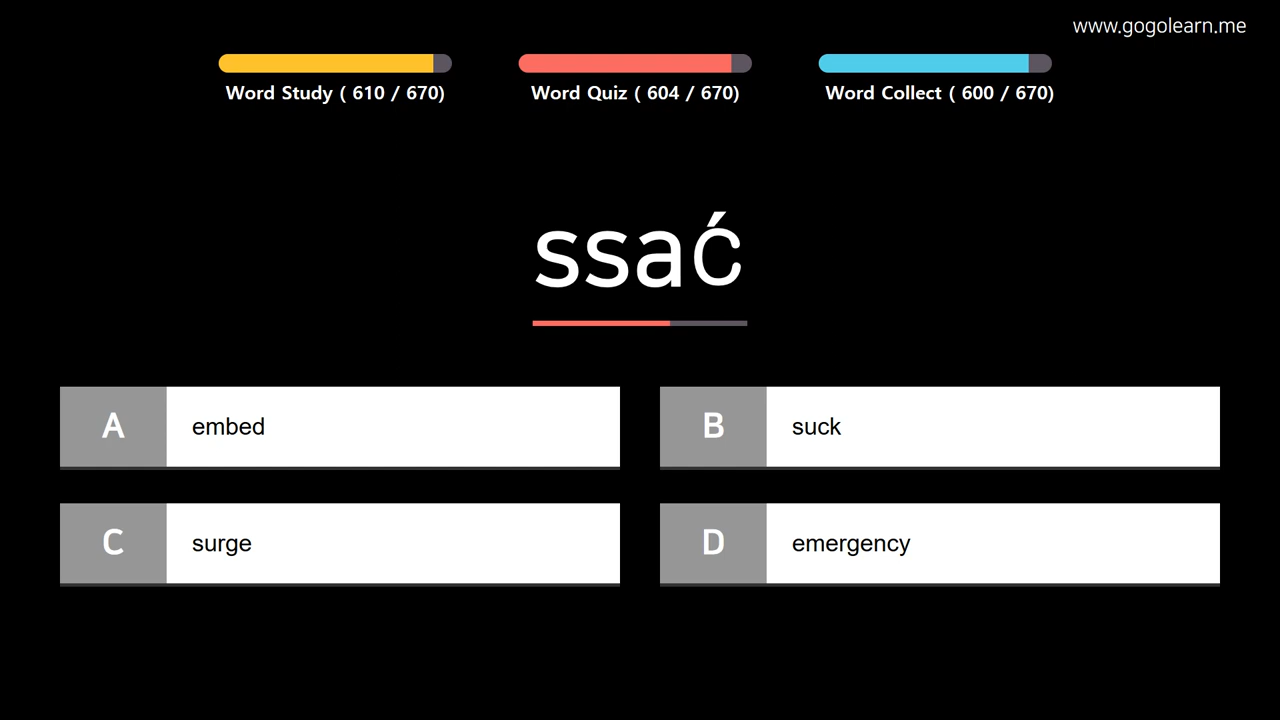 www.gogolearn.me
Word Study ( 610 / 670)
Word Quiz ( 604 / 670)
Word Collect ( 600 / 670)
ssać
A embed
B suck
C surge
D emergency